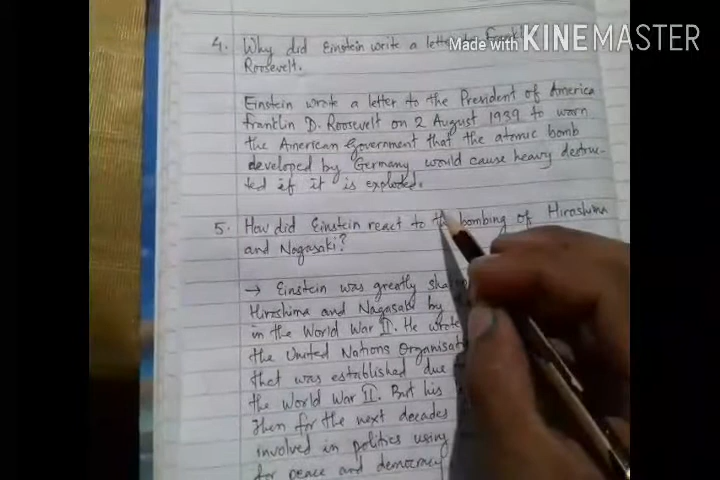 Made with KINEMASTER
4. Why did Einstein write a letter
Roosevelt.
Einstein wrote a letter to the President of America
franklin D. Roosevelt on 2 August 1939 to warn
the American Government that the atomic bomb
developed by Germany would cause heavy destruc-
ted if it is exploded.
5. How did Einstein react to the bombing of Hiroshima
and Nagasaki?
→ Einstein was greatly
Hiroshima and Nagasaki by
in the World War II. He wrote
the United Nations Organisat
that was established due
the World War II. But his
then for the next decades
involved in politics using
for peace and democracy